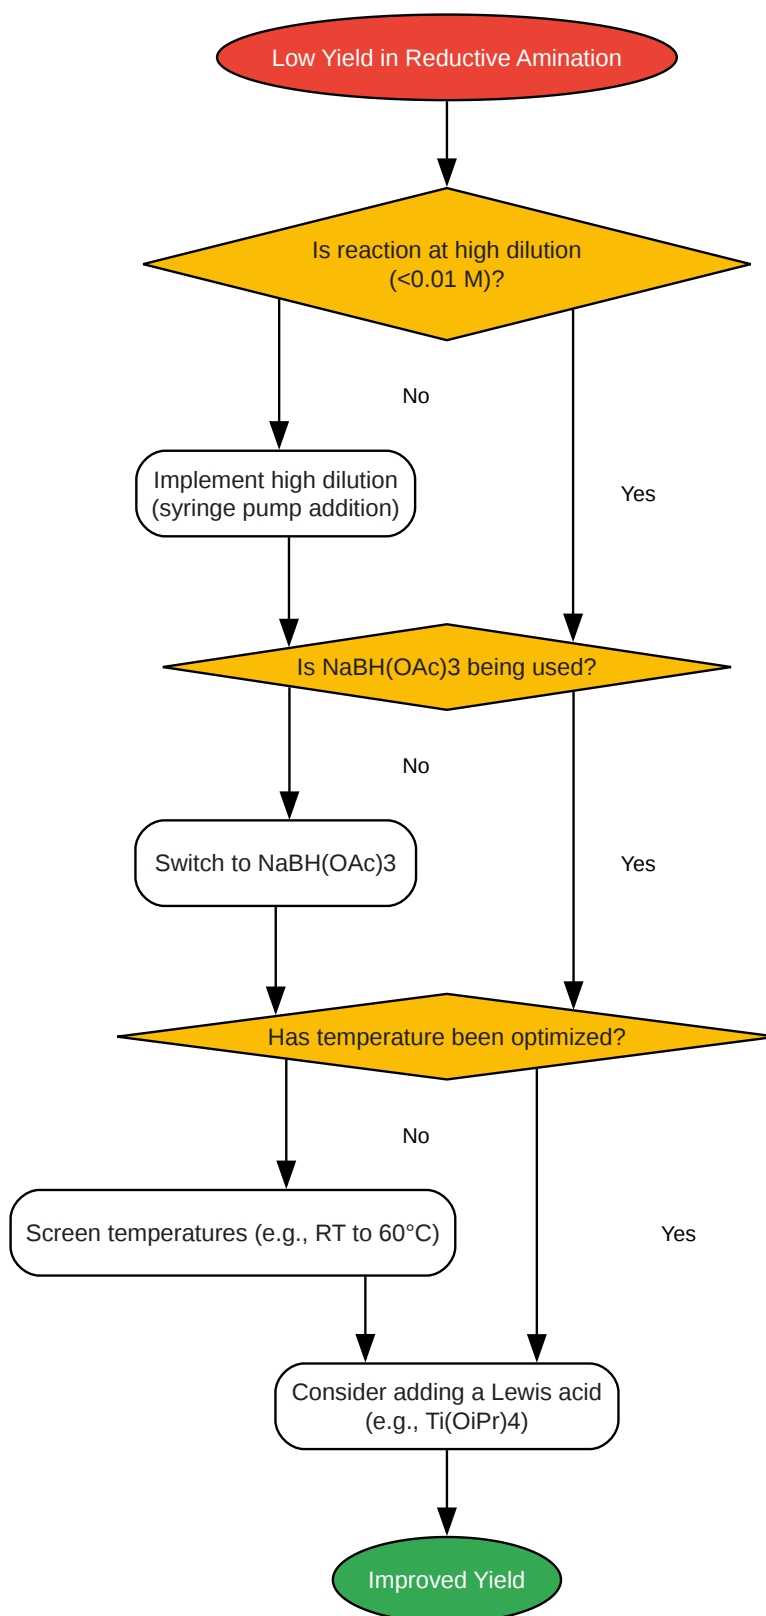 Low Yield in Reductive Amination
Is reaction at high dilution
(<0.01 M)?
No
Implement high dilution
(syringe pump addition)
Yes
Is NaBH(OAc)3 being used?
No
Switch to NaBH(OAc)3
Yes
Has temperature been optimized?
No
Screen temperatures (e.g., RT to 60°C)
Yes
Consider adding a Lewis acid
(e.g., Ti(OiPr)4)
Improved Yield